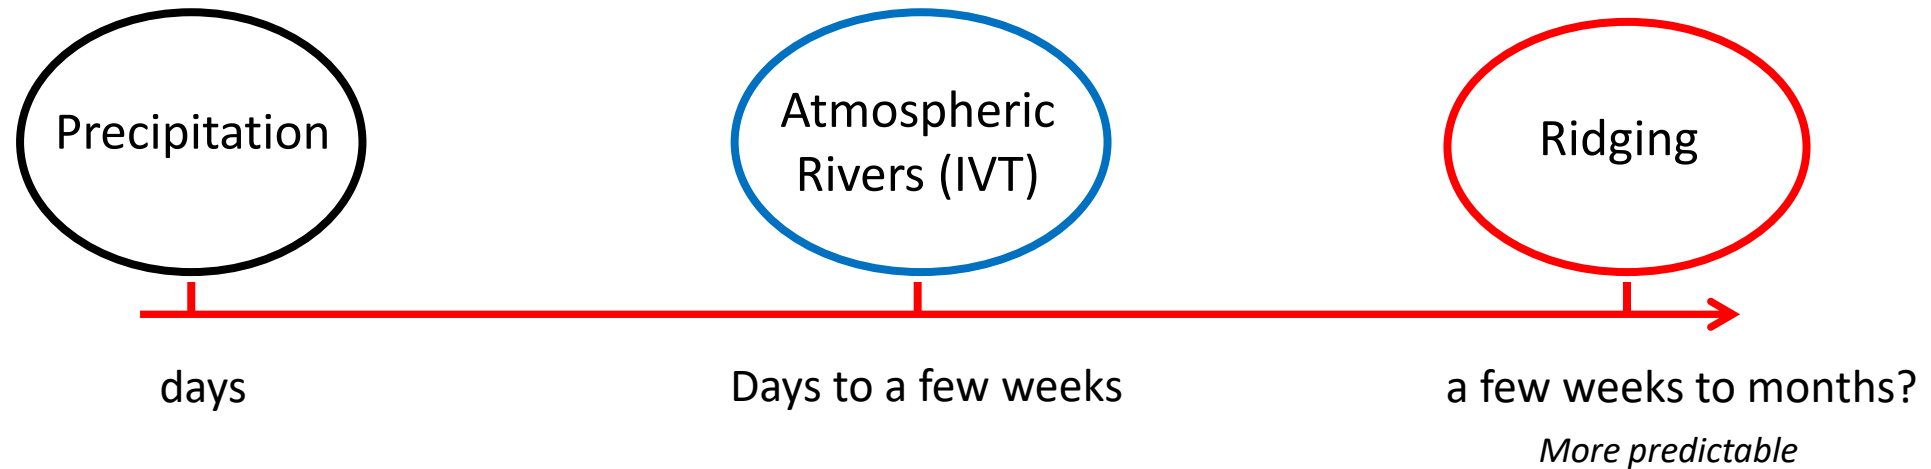 Precipitation
Atmospheric
Rivers (IVT)
Ridging
days
Days to a few weeks
a few weeks to months?
More predictable